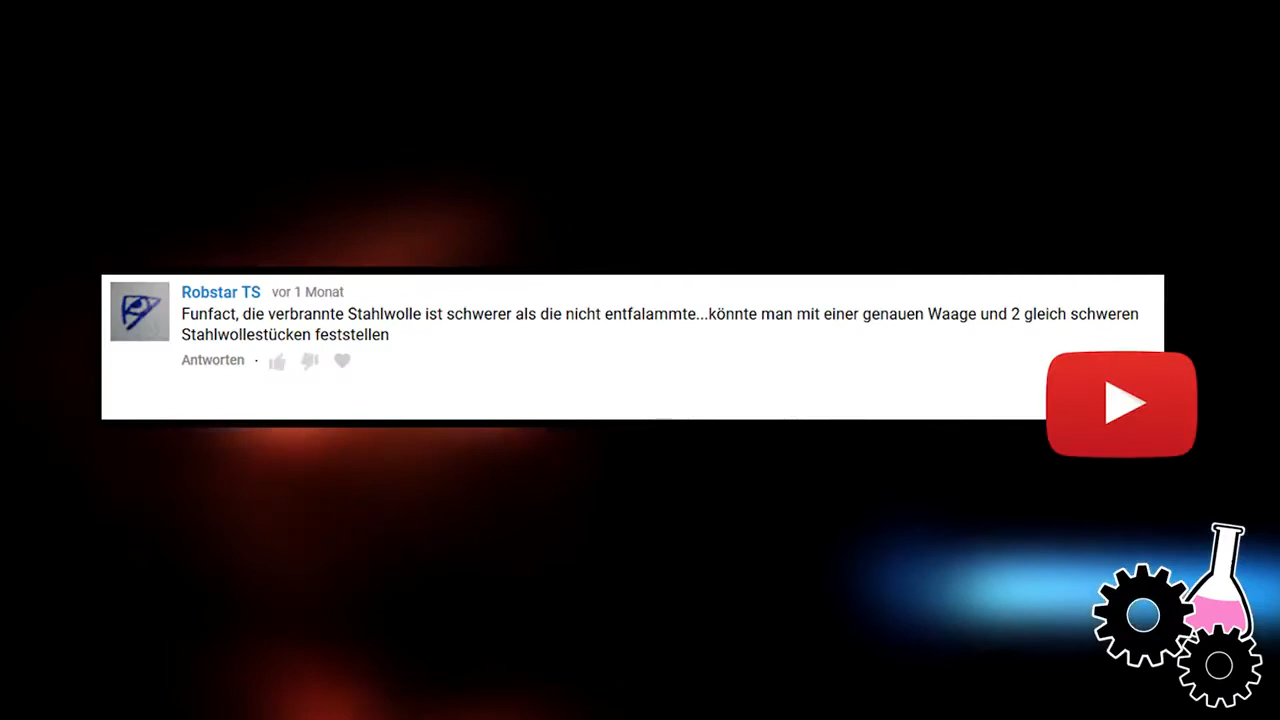 Robstar TS vor 1 Monat
Funfact, die verbrannte Stahlwolle ist schwerer als die nicht entfalammte...könnte man mit einer genauen Waage und 2 gleich schweren
Stahlwollestücken feststellen
Antworten ·